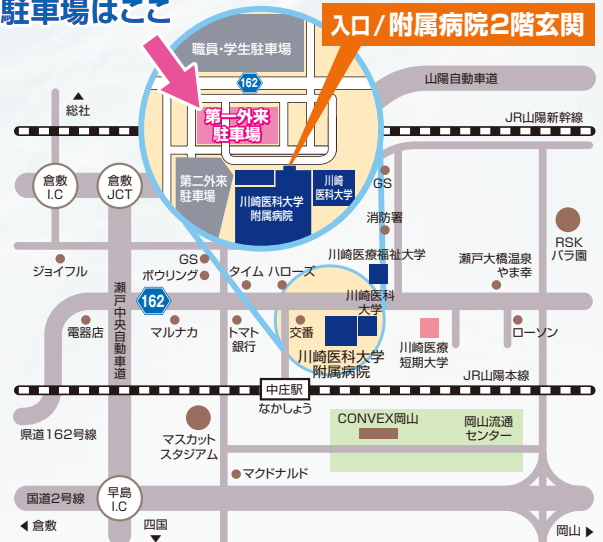 駐車場はここ
入口/附属病院2階玄関
職員・学生駐車場
162
第一外来
駐車場
第二外来
駐車場
川崎医科大学
附属病院
川崎
医科大学
山陽自動車道
総社
JR山陽新幹線
倉敷
I.C
倉敷
JCT
GS
消防署
川崎医療福祉大学
RSK
バラ園
瀬戸大橋温泉
やま幸
ジョイフル
GS
ボウリング
タイム
ハローズ
川崎医科
大学
瀬戸中央自動車道
162
電器店
マルナカ
トマト
銀行
交番
川崎医科大学
附属病院
川崎医療
短期大学
ローソン
JR山陽本線
中庄駅
なかしょう
県道162号線
マスカット
スタジアム
CONVEX岡山
岡山流通
センター
マクドナルド
国道2号線
早島
I.C
倉敷
四国
岡山